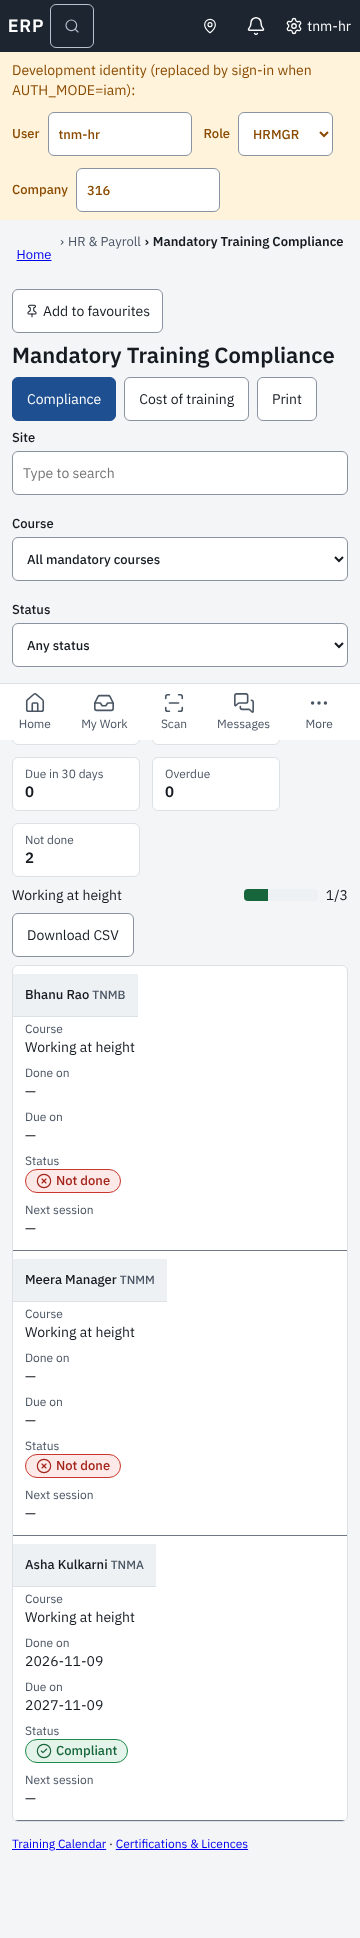 ERP
tnm-hr
Development identity (replaced by sign-in when
AUTH_MODE=iam):
User tnm-hr Role HRMGR
Company 316
Home › HR & Payroll › Mandatory Training Compliance
Add to favourites
Mandatory Training Compliance
Compliance Cost of training Print
Site
Type to search
Course
All mandatory courses
Status
Any status
Home My Work Scan Messages More
Due in 30 days Overdue
0 0
Not done
2
Working at height 1/3
Download CSV
Bhanu Rao TNMB
Course
Working at height
Done on
—
Due on
—
Status
Not done
Next session
—
Meera Manager TNMM
Course
Working at height
Done on
—
Due on
—
Status
Not done
Next session
—
Asha Kulkarni TNMA
Course
Working at height
Done on
2026-11-09
Due on
2027-11-09
Status
Compliant
Next session
—
Training Calendar · Certifications & Licences